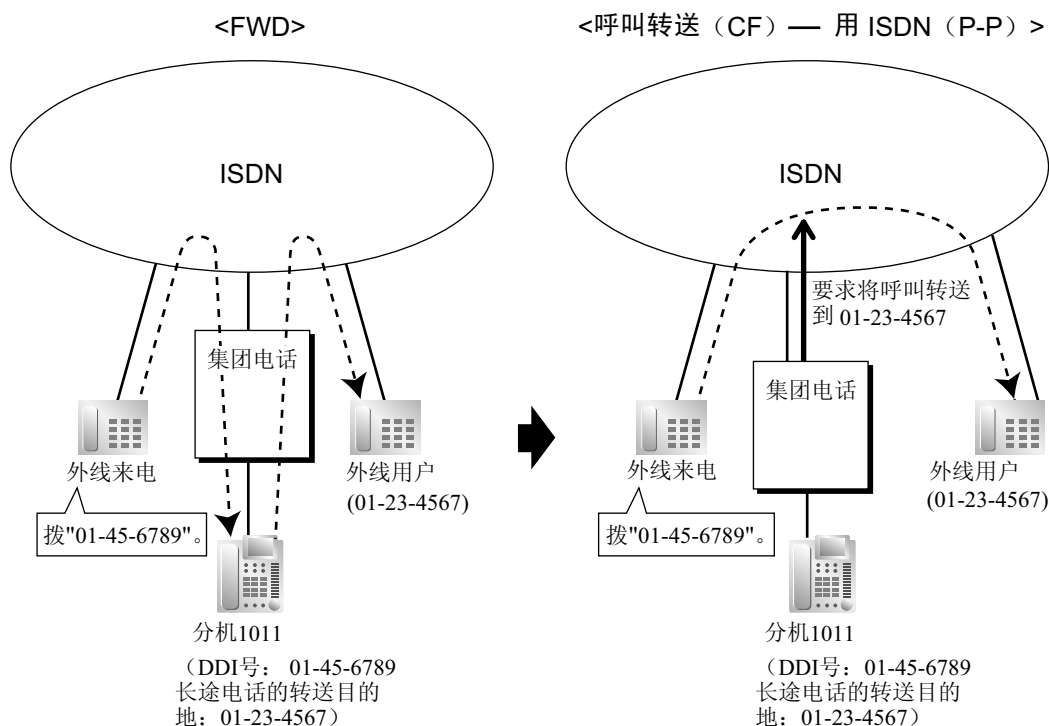 <FWD>
ISDN
集团电话
外线来电
外线用户
(01-23-4567)
拨"01-45-6789"。
分机1011
（DDI号： 01-45-6789
长途电话的转送目的
地：01-23-4567）
<呼叫转送（CF）— 用 ISDN（P-P）>
ISDN
要求将呼叫转送
到 01-23-4567
集团电话
外线来电
外线用户
(01-23-4567)
拨"01-45-6789"。
分机1011
（DDI号：01-45-6789
长途电话的转送目的
地：01-23-4567）